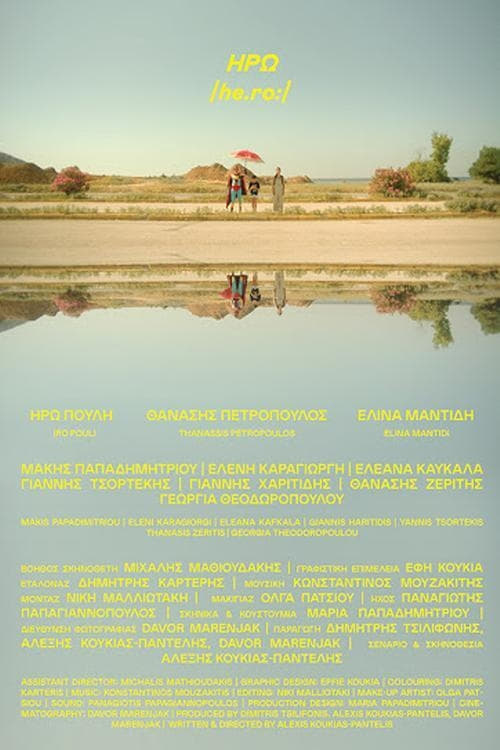 ΗΡΩ
/he.ro:/
ΗΡΩ ΠΟΥΛΗ ΘΑΝΑΣΗΣ ΠΕΤΡΟΠΟΥΛΟΣ ΕΛΙΝΑ ΜΑΝΤΙΔΗ
IRO POULI THANASSIS PETROPOULOS ELINA MANTIDI
ΜΑΚΗΣ ΠΑΠΑΔΗΜΗΤΡΙΟΥ | ΕΛΕΝΗ ΚΑΡΑΓΙΩΡΓΗ | ΕΛΕΑΝΑ ΚΑΥΚΑΛΑ
ΓΙΑΝΝΗΣ ΤΣΟΡΤΕΚΗΣ | ΓΙΑΝΝΗΣ ΧΑΡΙΤΙΔΗΣ | ΘΑΝΑΣΗΣ ΖΕΡΙΤΗΣ
ΓΕΩΡΓΙΑ ΘΕΟΔΩΡΟΠΟΥΛΟΥ
MAKIS PAPADIMITRIOU | ELENI KARAGIORGI | ELEANA KAFKALA | GIANNIS HARITIDIS | YANNIS TSORTEKIS
THANASIS ZERITIS | GEORGIA THEODOROPOULOU
ΒΟΗΘΟΣ ΣΚΗΝΟΘΕΤΗ ΜΙΧΑΛΗΣ ΜΑΘΙΟΥΔΑΚΗΣ | ΓΡΑΦΙΣΤΙΚΗ ΕΠΙΜΕΛΕΙΑ ΕΦΗ ΚΟΥΚΙΑ
ΕΤΑΛΟΝΑΖ ΔΗΜΗΤΡΗΣ ΚΑΡΤΕΡΗΣ | ΜΟΥΣΙΚΗ ΚΩΝΣΤΑΝΤΙΝΟΣ ΜΟΥΖΑΚΙΤΗΣ
ΜΟΝΤΑΖ ΝΙΚΗ ΜΑΛΛΙΩΤΑΚΗ | ΜΑΚΙΓΙΑΖ ΟΛΓΑ ΠΑΤΣΙΟΥ | ΗΧΟΣ ΠΑΝΑΓΙΩΤΗΣ
ΠΑΠΑΓΙΑΝΝΟΠΟΥΛΟΣ | ΣΚΗΝΙΚΑ & ΚΟΥΣΤΟΥΜΙΑ ΜΑΡΙΑ ΠΑΠΑΔΗΜΗΤΡΙΟΥ |
ΔΙΕΥΘΥΝΣΗ ΦΩΤΟΓΡΑΦΙΑΣ DAVOR MARENJAK | ΠΑΡΑΓΩΓΗ ΔΗΜΗΤΡΗΣ ΤΣΙΛΙΦΩΝΗΣ,
ΑΛΕΞΗΣ ΚΟΥΚΙΑΣ-ΠΑΝΤΕΛΗΣ, DAVOR MARENJAK | ΣΕΝΑΡΙΟ & ΣΚΗΝΟΘΕΣΙΑ
ΑΛΕΞΗΣ ΚΟΥΚΙΑΣ-ΠΑΝΤΕΛΗΣ
ASSISTANT DIRECTOR: MICHALIS MATHIOUDAKIS | GRAPHIC DESIGN: EFFIE KOUKIA | COLOURING: DIMITRIS
KARTERIS | MUSIC: KONSTANTINOS MOUZAKITIS | EDITING: NIKI MALLIOTAKI | MAKE-UP ARTIST: OLGA PAT-
SIOU | SOUND: PANAGIOTIS PAPAGIANNOPOULOS | PRODUCTION DESIGN: MARIA PAPADIMITRIOU | CINE-
MATOGRAPHY: DAVOR MARENJAK | PRODUCED BY DIMITRIS TSILIFONIS, ALEXIS KOUKIAS-PANTELIS, DAVOR
MARENJAK | WRITTEN & DIRECTED BY ALEXIS KOUKIAS-PANTELIS